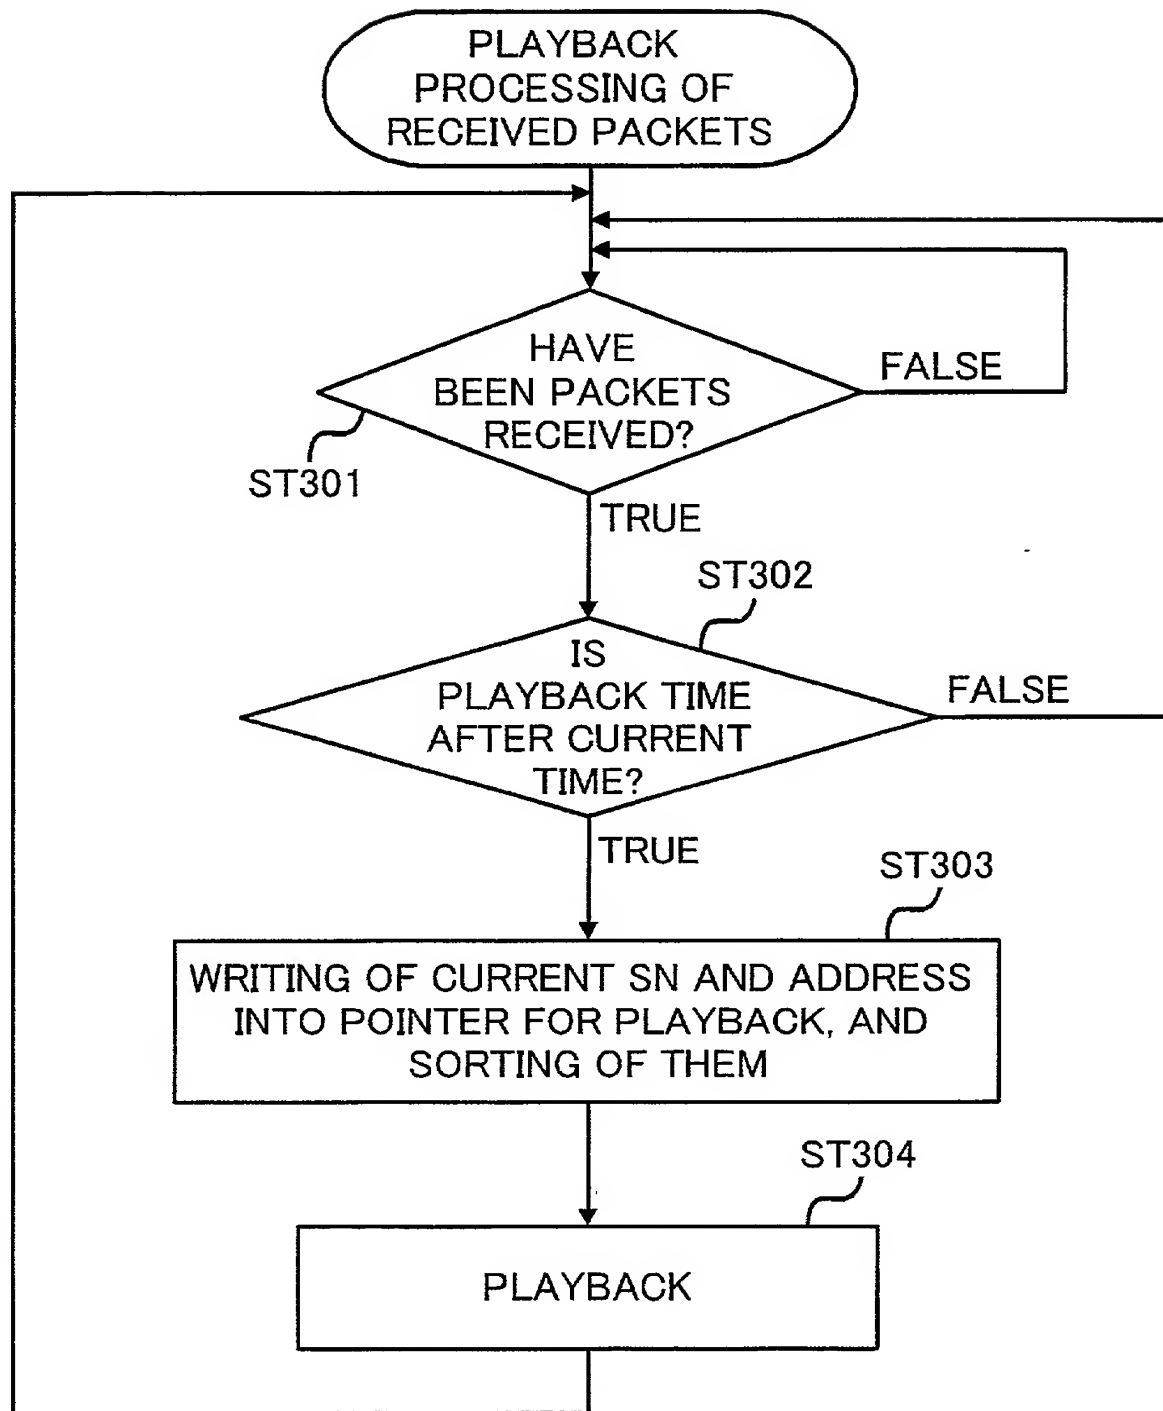 PLAYBACK
PROCESSING OF
RECEIVED PACKETS
HAVE
BEEN PACKETS
RECEIVED?
FALSE
ST301
TRUE
ST302
IS
PLAYBACK TIME
AFTER CURRENT
TIME?
FALSE
TRUE
ST303
WRITING OF CURRENT SN AND ADDRESS
INTO POINTER FOR PLAYBACK, AND
SORTING OF THEM
ST304
PLAYBACK